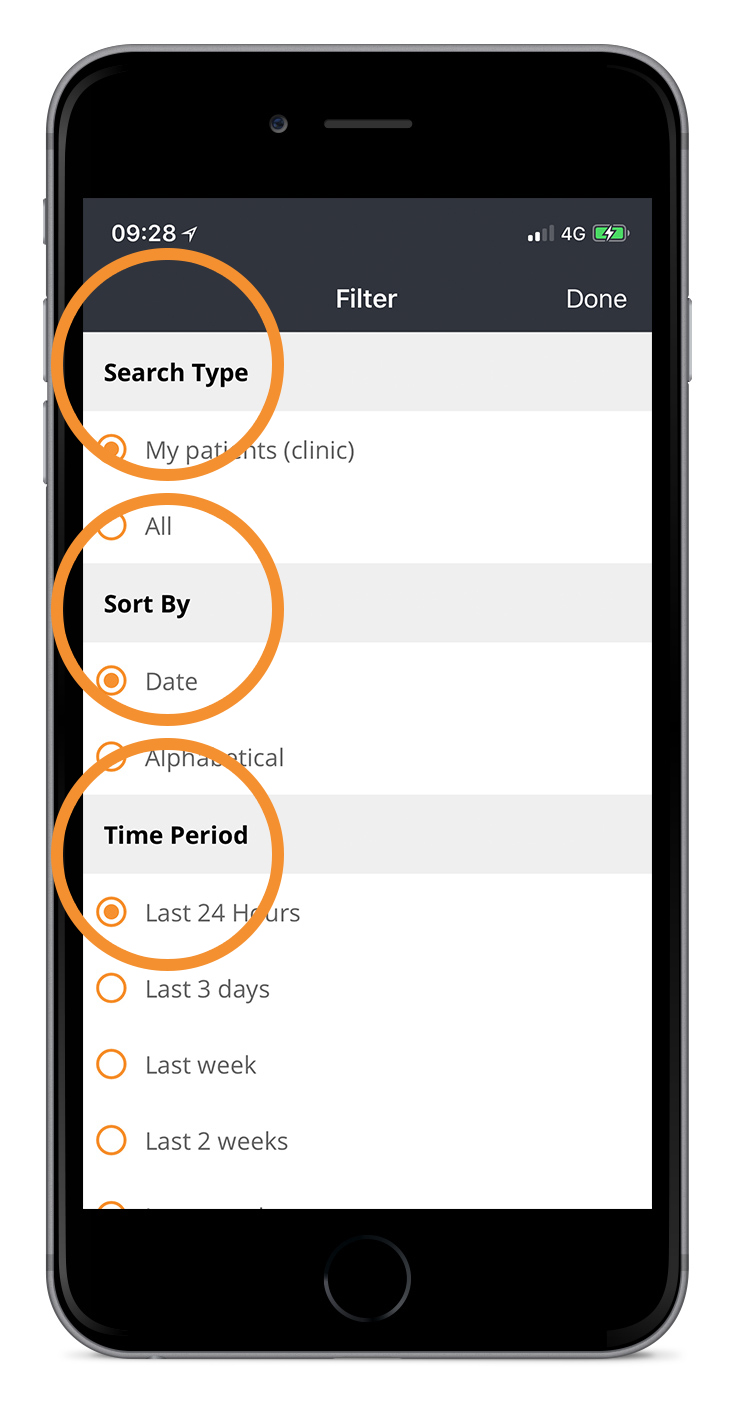 09:28
4G
Filter
Done
Search Type
My patients (clinic)
All
Sort By
Date
Alphabetical
Time Period
Last 24 Hours
Last 3 days
Last week
Last 2 weeks